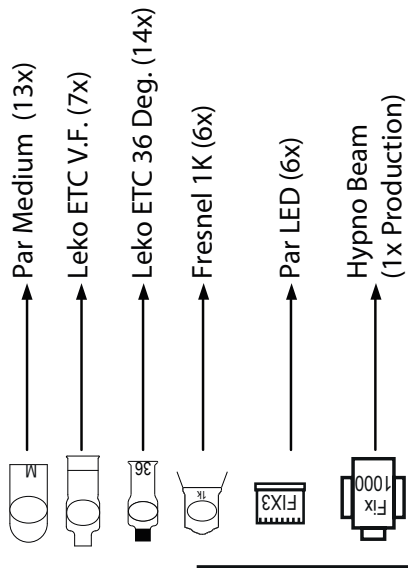 M
Par Medium (13x)
Leko ETC V.F. (7x)
36
Leko ETC 36 Deg. (14x)
1k
Fresnel 1K (6x)
FIX3
Par LED (6x)
Fix
1000
Hypno Beam
(1x Production)